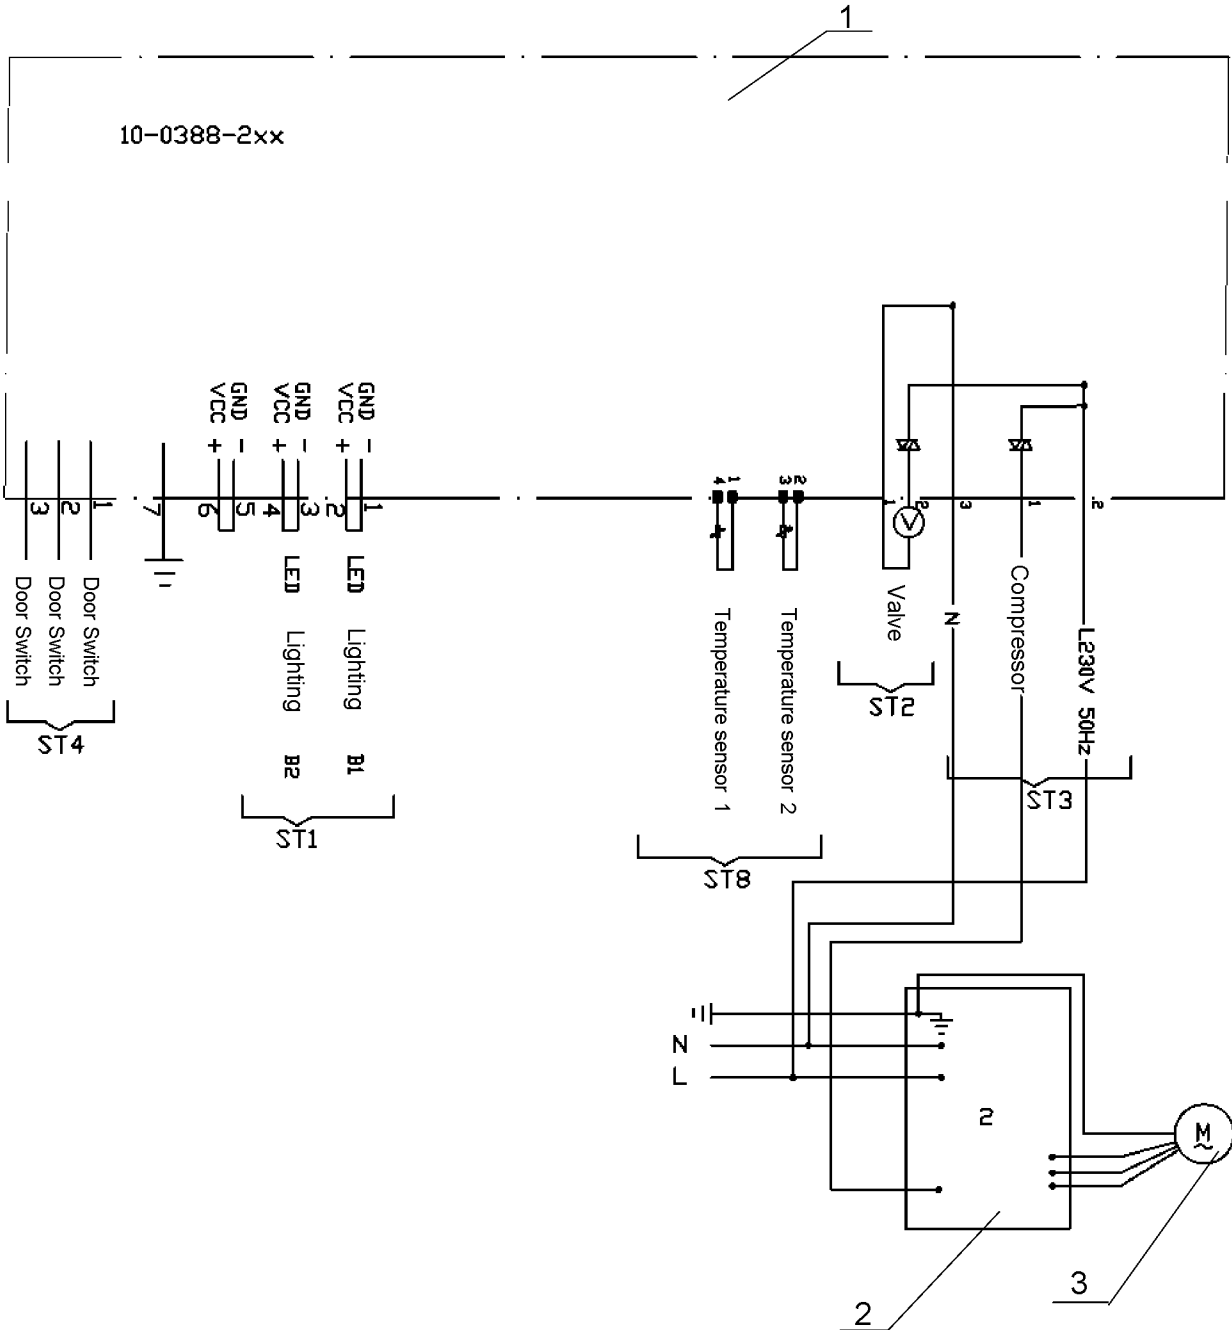 1
10-0388-2xx
VCC + 6
GND - 5
VCC + 4
GND - 3
VCC + 2
GND - 1
3
2
1
7
4 1
3 2
1
V
2
3
1
2
Door Switch
Door Switch
Door Switch
ST4
LED Lighting B2
LED Lighting B1
ST1
Temperature sensor 1
Temperature sensor 2
ST8
Valve
ST2
N
Compressor
L230V 50Hz
ST3
N
L
2
M
~
3
2